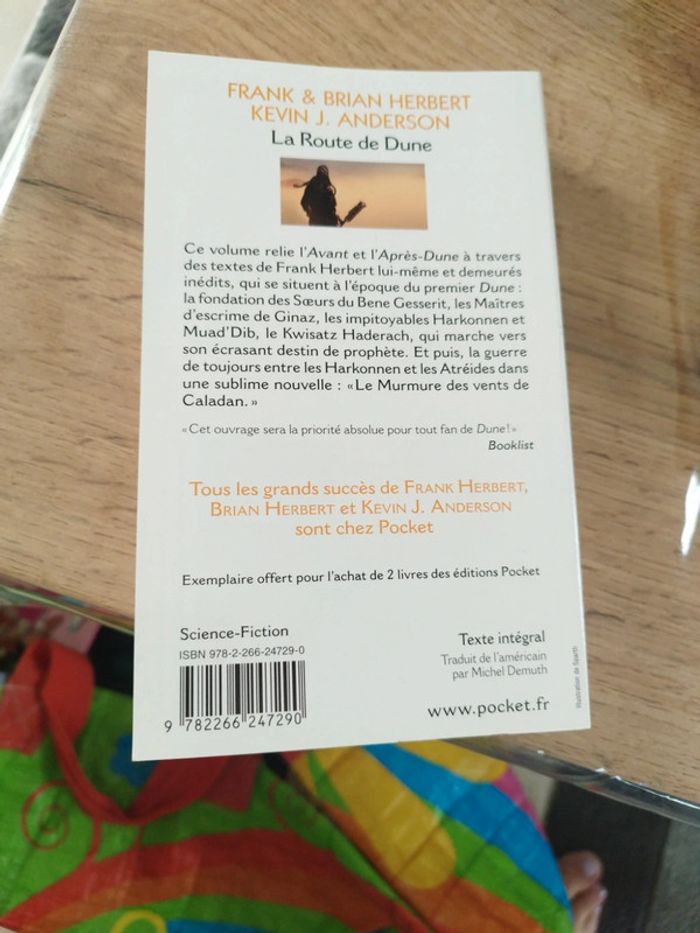 FRANK & BRIAN HERBERT
KEVIN J. ANDERSON
La Route de Dune
Ce volume relie l'Avant et l'Après-Dune à travers
des textes de Frank Herbert lui-même et demeurés
inédits, qui se situent à l'époque du premier Dune :
la fondation des Sœurs du Bene Gesserit, les Maîtres
d'escrime de Ginaz, les impitoyables Harkonnen et
Muad'Dib, le Kwisatz Haderach, qui marche vers
son écrasant destin de prophète. Et puis, la guerre
de toujours entre les Harkonnen et les Atréides dans
une sublime nouvelle : « Le Murmure des vents de
Caladan. »
« Cet ouvrage sera la priorité absolue pour tout fan de Dune ! »
Booklist
Tous les grands succès de FRANK HERBERT,
BRIAN HERBERT et KEVIN J. ANDERSON
sont chez Pocket
Exemplaire offert pour l'achat de 2 livres des éditions Pocket
Science-Fiction
ISBN 978-2-266-24729-0
9 782266 247290
Texte intégral
Traduit de l'américain
par Michel Demuth
www.pocket.fr
Illustration de Sparth